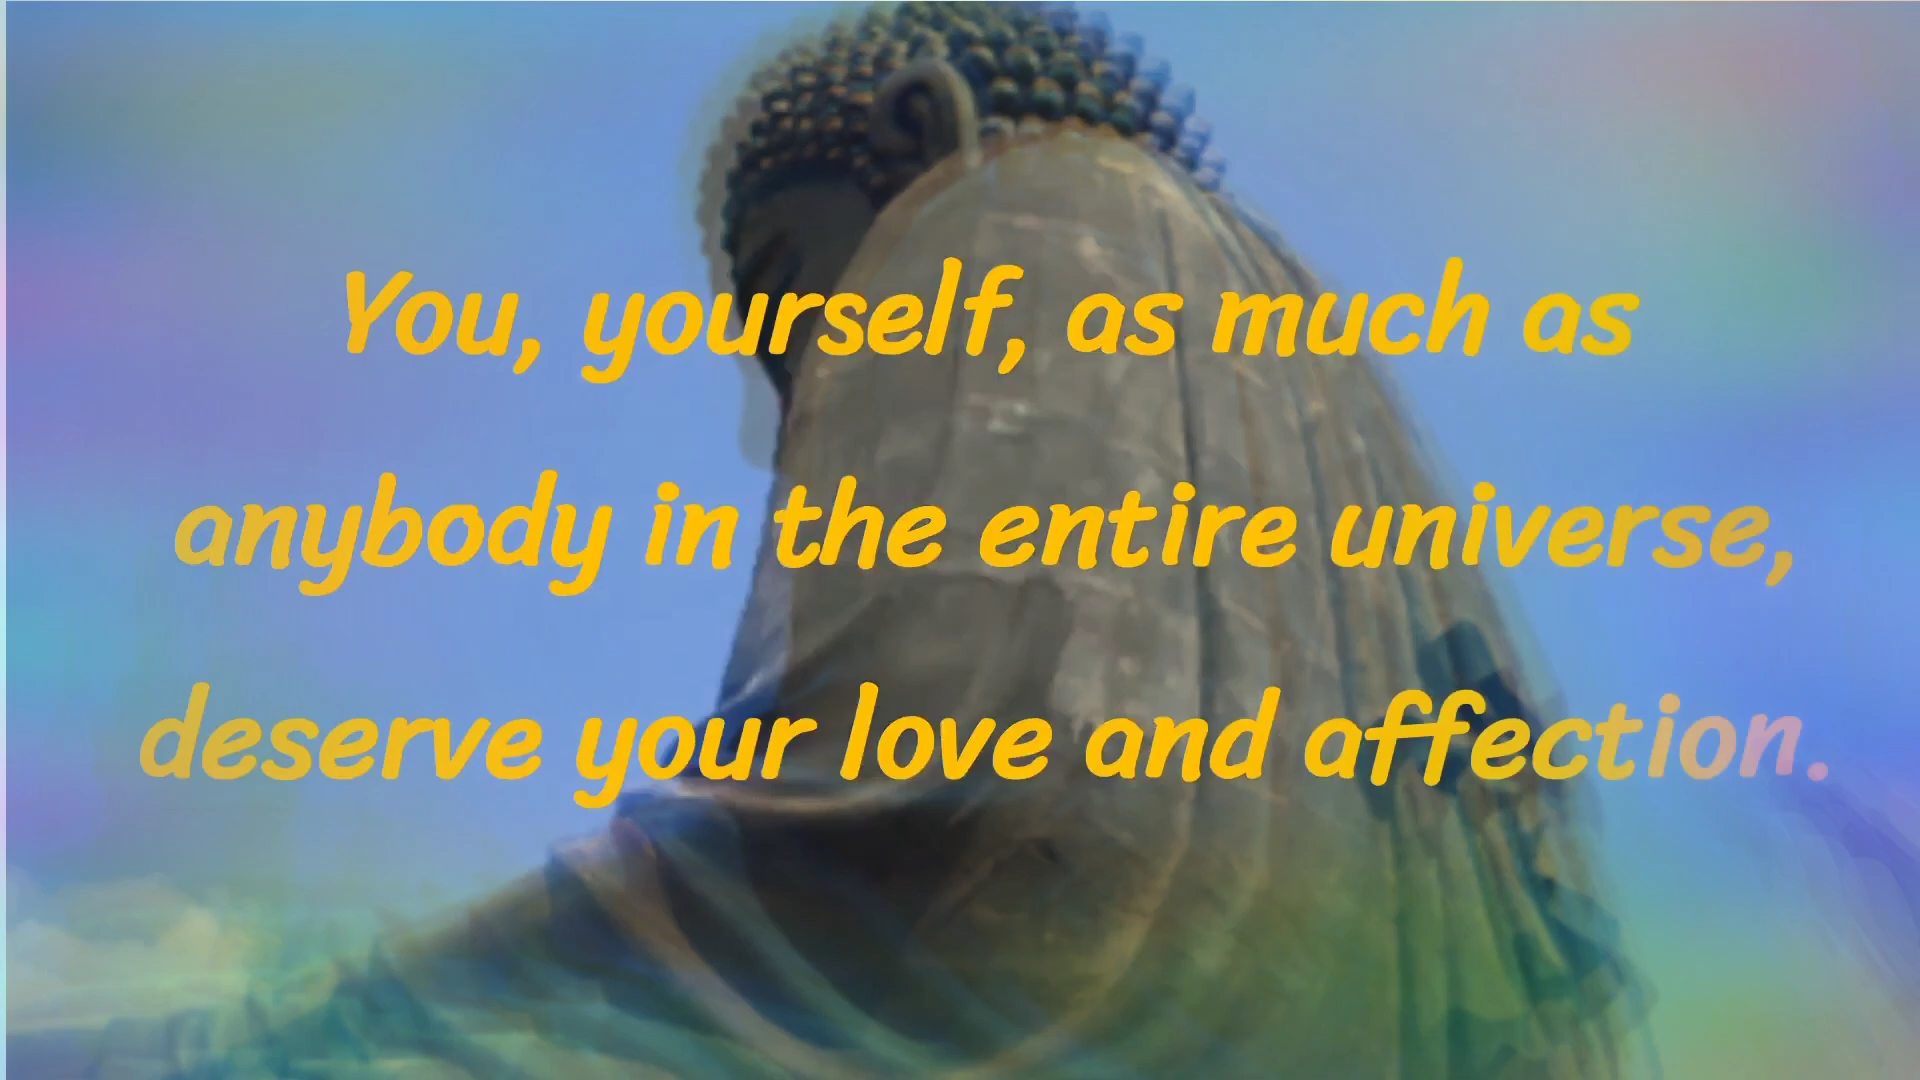 You, yourself, as much as
anybody in the entire universe,
deserve your love and affection.